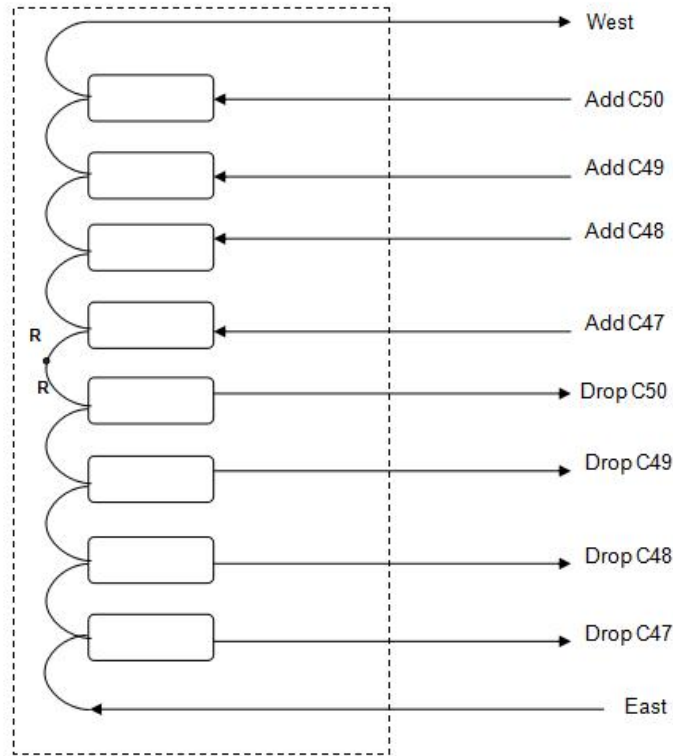 West
Add C50
Add C49
Add C48
Add C47
R
R
Drop C50
Drop C49
Drop C48
Drop C47
East